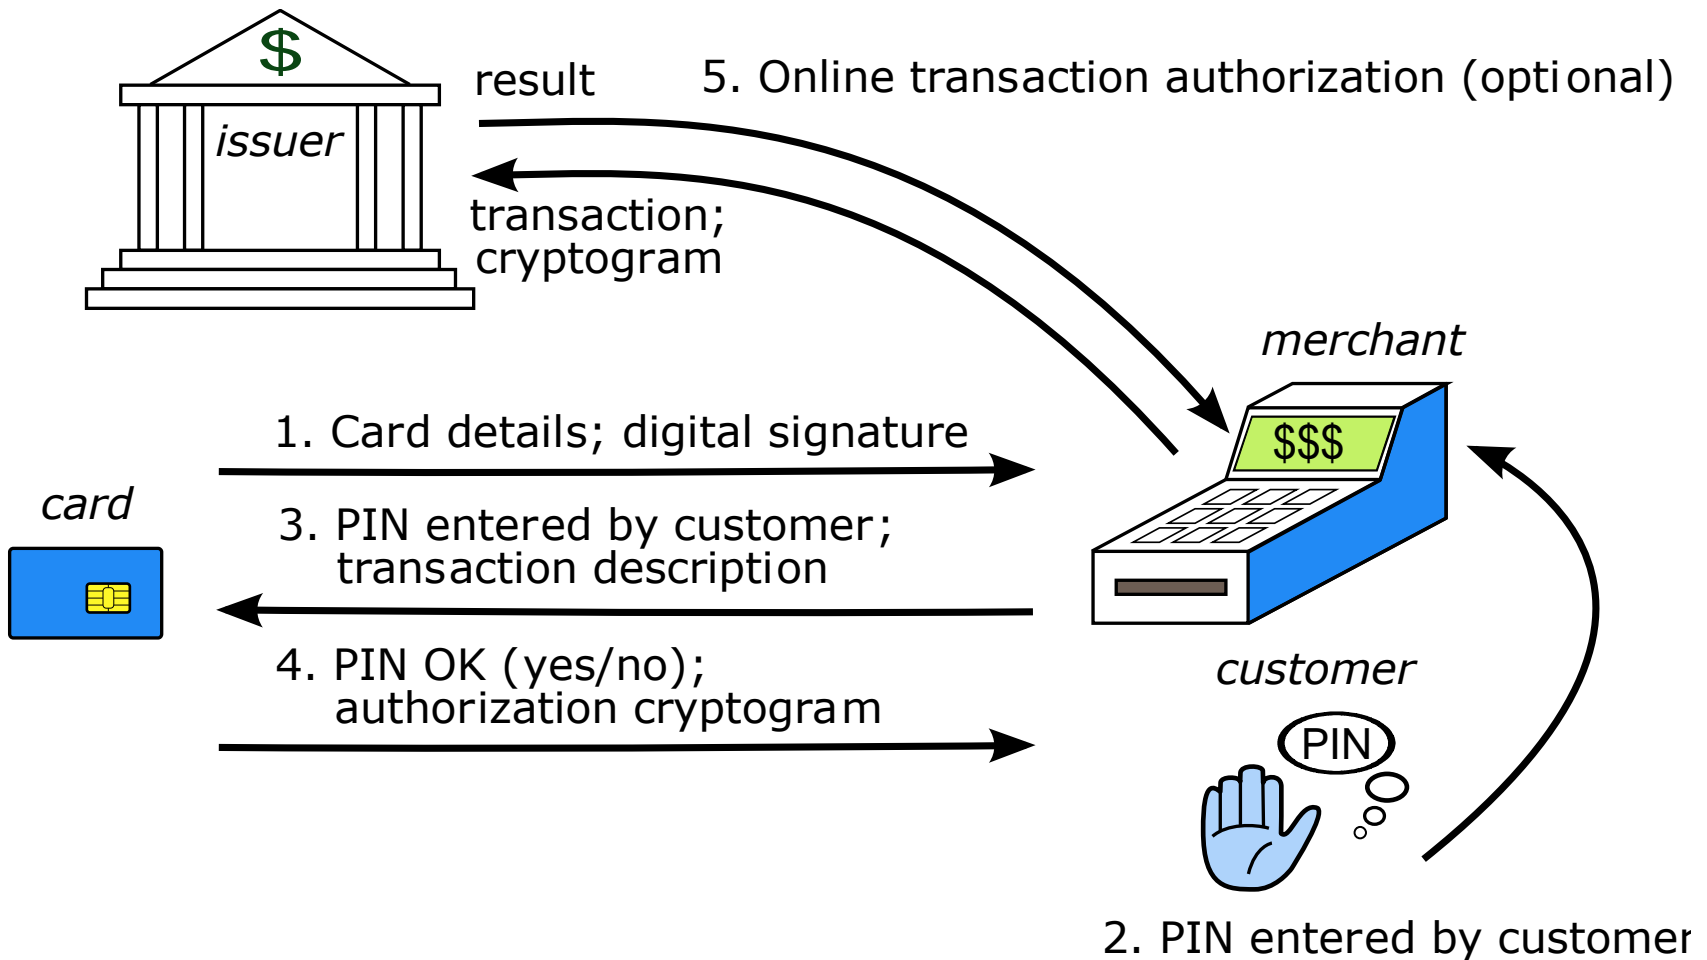 $
result
5. Online transaction authorization (optional)
issuer
transaction;
cryptogram
merchant
$$$
1. Card details; digital signature
card
3. PIN entered by customer;
transaction description
4. PIN OK (yes/no);
authorization cryptogram
customer
PIN
2. PIN entered by customer